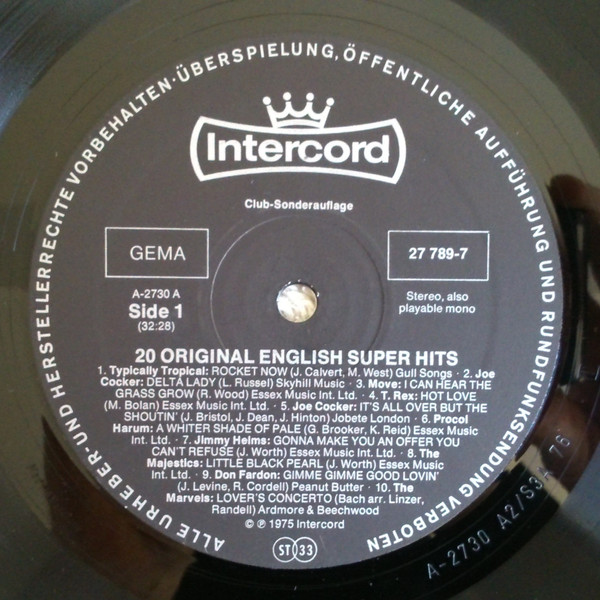 ALLE URHEBER- UND HERSTELLERRECHTE VORBEHALTEN · ÜBERSPIELUNG, ÖFFENTLICHE AUFFÜHRUNG UND RUNDFUNKSENDUNG VERBOTEN
Intercord
Club-Sonderauflage
GEMA
27 789-7
A-2730 A
Side 1
(32:28)
Stereo, also
playable mono
20 ORIGINAL ENGLISH SUPER HITS
1. Typically Tropical: ROCKET NOW (J. Calvert, M. West) Gull Songs · 2. Joe
Cocker: DELTA LADY (L. Russel) Skyhill Music · 3. Move: I CAN HEAR THE
GRASS GROW (R. Wood) Essex Music Int. Ltd. · 4. T. Rex: HOT LOVE
(M. Bolan) Essex Music Int. Ltd. · 5. Joe Cocker: IT'S ALL OVER BUT THE
SHOUTIN' (J. Bristol, J. Dean, J. Hinton) Jobete London · 6. Procol
Harum: A WHITER SHADE OF PALE (G. Brooker, K. Reid) Essex Music
Int. Ltd. · 7. Jimmy Helms: GONNA MAKE YOU AN OFFER YOU
CAN'T REFUSE (J. Worth) Essex Music Int. Ltd. · 8. The
Majestics: LITTLE BLACK PEARL (J. Worth) Essex Music
Int. Ltd. · 9. Don Fardon: GIMME GIMME GOOD LOVIN'
(J. Levine, R. Cordell) Peanut Butter · 10. The
Marvels: LOVER'S CONCERTO (Bach arr. Linzer,
Randell) Ardmore & Beechwood
© ℗ 1975 Intercord
ST 33
A-2730 A2/S3
76